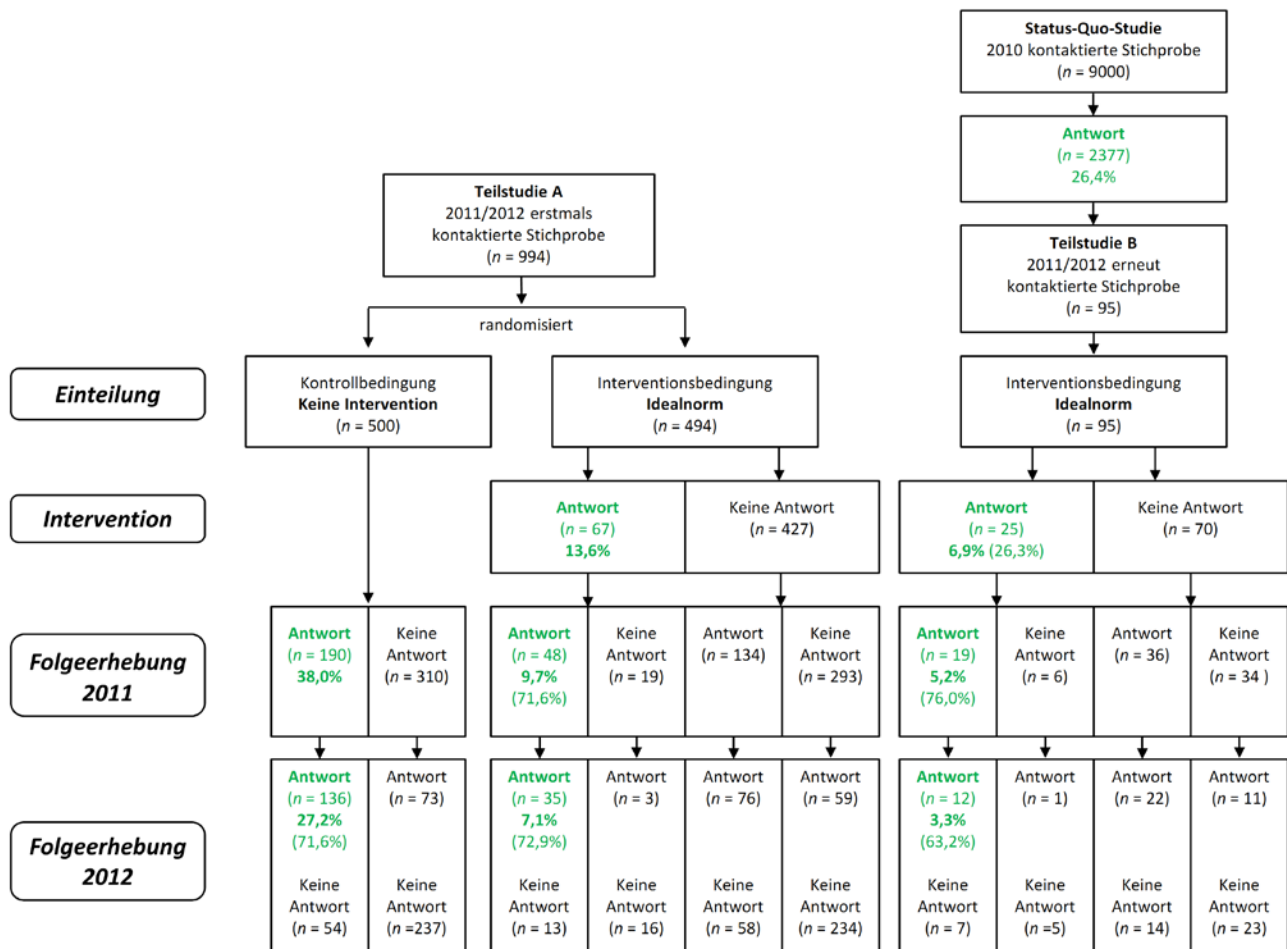 Status-Quo-Studie
2010 kontaktierte Stichprobe
(n = 9000)
Antwort
(n = 2377)
26,4%
Teilstudie A
2011/2012 erstmals
kontaktierte Stichprobe
(n = 994)
Teilstudie B
2011/2012 erneut
kontaktierte Stichprobe
(n = 95)
randomisiert
Einteilung
Kontrollbedingung
Keine Intervention
(n = 500)
Interventionsbedingung
Idealnorm
(n = 494)
Interventionsbedingung
Idealnorm
(n = 95)
Intervention
Antwort
(n = 67)
13,6%
Keine Antwort
(n = 427)
Antwort
(n = 25)
6,9% (26,3%)
Keine Antwort
(n = 70)
Folgeerhebung
2011
Antwort
(n = 190)
38,0%
Keine
Antwort
(n = 310)
Antwort
(n = 48)
9,7%
(71,6%)
Keine
Antwort
(n = 19)
Antwort
(n = 134)
Keine
Antwort
(n = 293)
Antwort
(n = 19)
5,2%
(76,0%)
Keine
Antwort
(n = 6)
Antwort
(n = 36)
Keine
Antwort
(n = 34 )
Folgeerhebung
2012
Antwort
(n = 136)
27,2%
(71,6%)
Keine
Antwort
(n = 54)
Antwort
(n = 73)
Keine
Antwort
(n =237)
Antwort
(n = 35)
7,1%
(72,9%)
Keine
Antwort
(n = 13)
Antwort
(n = 3)
Keine
Antwort
(n = 16)
Antwort
(n = 76)
Keine
Antwort
(n = 58)
Antwort
(n = 59)
Keine
Antwort
(n = 234)
Antwort
(n = 12)
3,3%
(63,2%)
Keine
Antwort
(n = 7)
Antwort
(n = 1)
Keine
Antwort
(n =5)
Antwort
(n = 22)
Keine
Antwort
(n = 14)
Antwort
(n = 11)
Keine
Antwort
(n = 23)